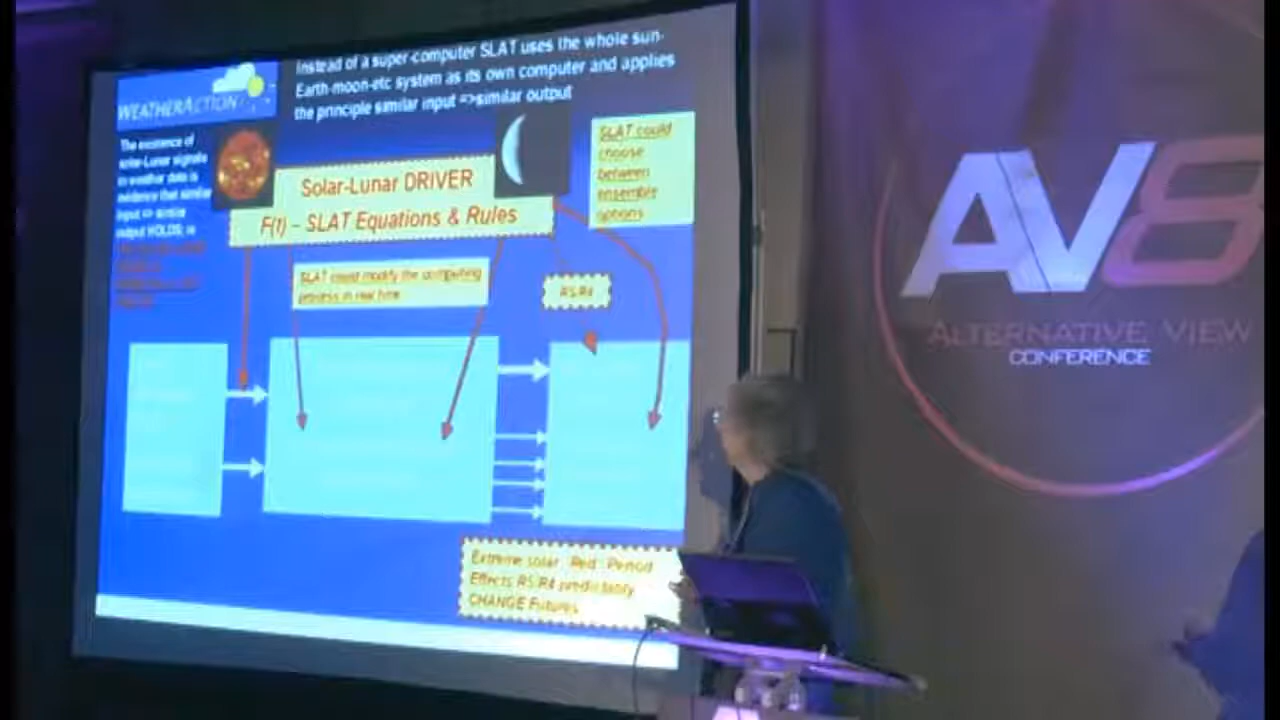 Instead of a super-computer SLAT uses the whole sun-
Earth-moon-etc system as its own computer and applies
the principle similar input =>similar output
WEATHERACTION
The existence of
solar-Lunar signals
in weather data is
evidence that similar
input => similar
output HOLDS; ie
Solar-Lunar DRIVER
F(t) – SLAT Equations & Rules
SLAT could
choose
between
ensemble
options
SLAT could modify the computing
process in real time
R5 R4
Extreme solar Red Period
Effects R5 R4 predictably
CHANGE Futures
AV8
ALTERNATIVE VIEW
CONFERENCE